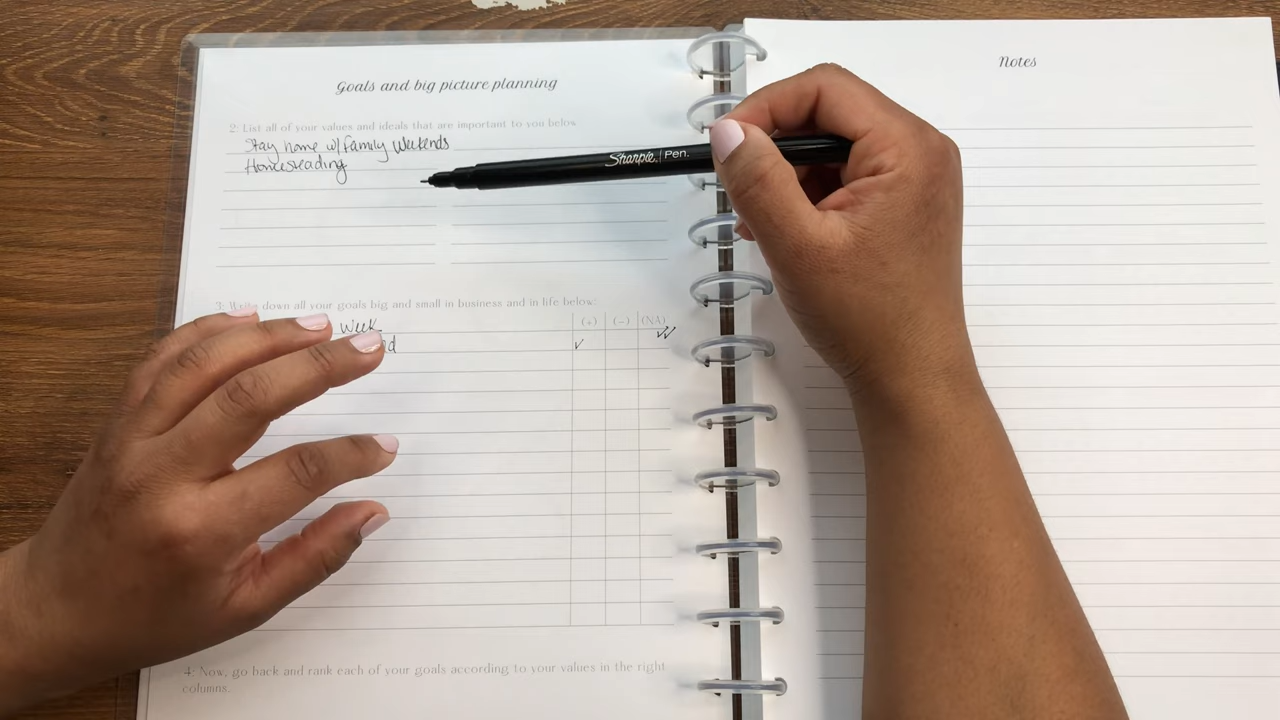 Goals and big picture planning
2: List all of your values and ideals that are important to you below.
Stay home w/family Weekends
Homesteading
3: Write down all your goals big and small in business and in life below:
(+) (-) (NA)
Week
4: Now, go back and rank each of your goals according to your values in the right
columns.
Sharpie. Pen.
Notes